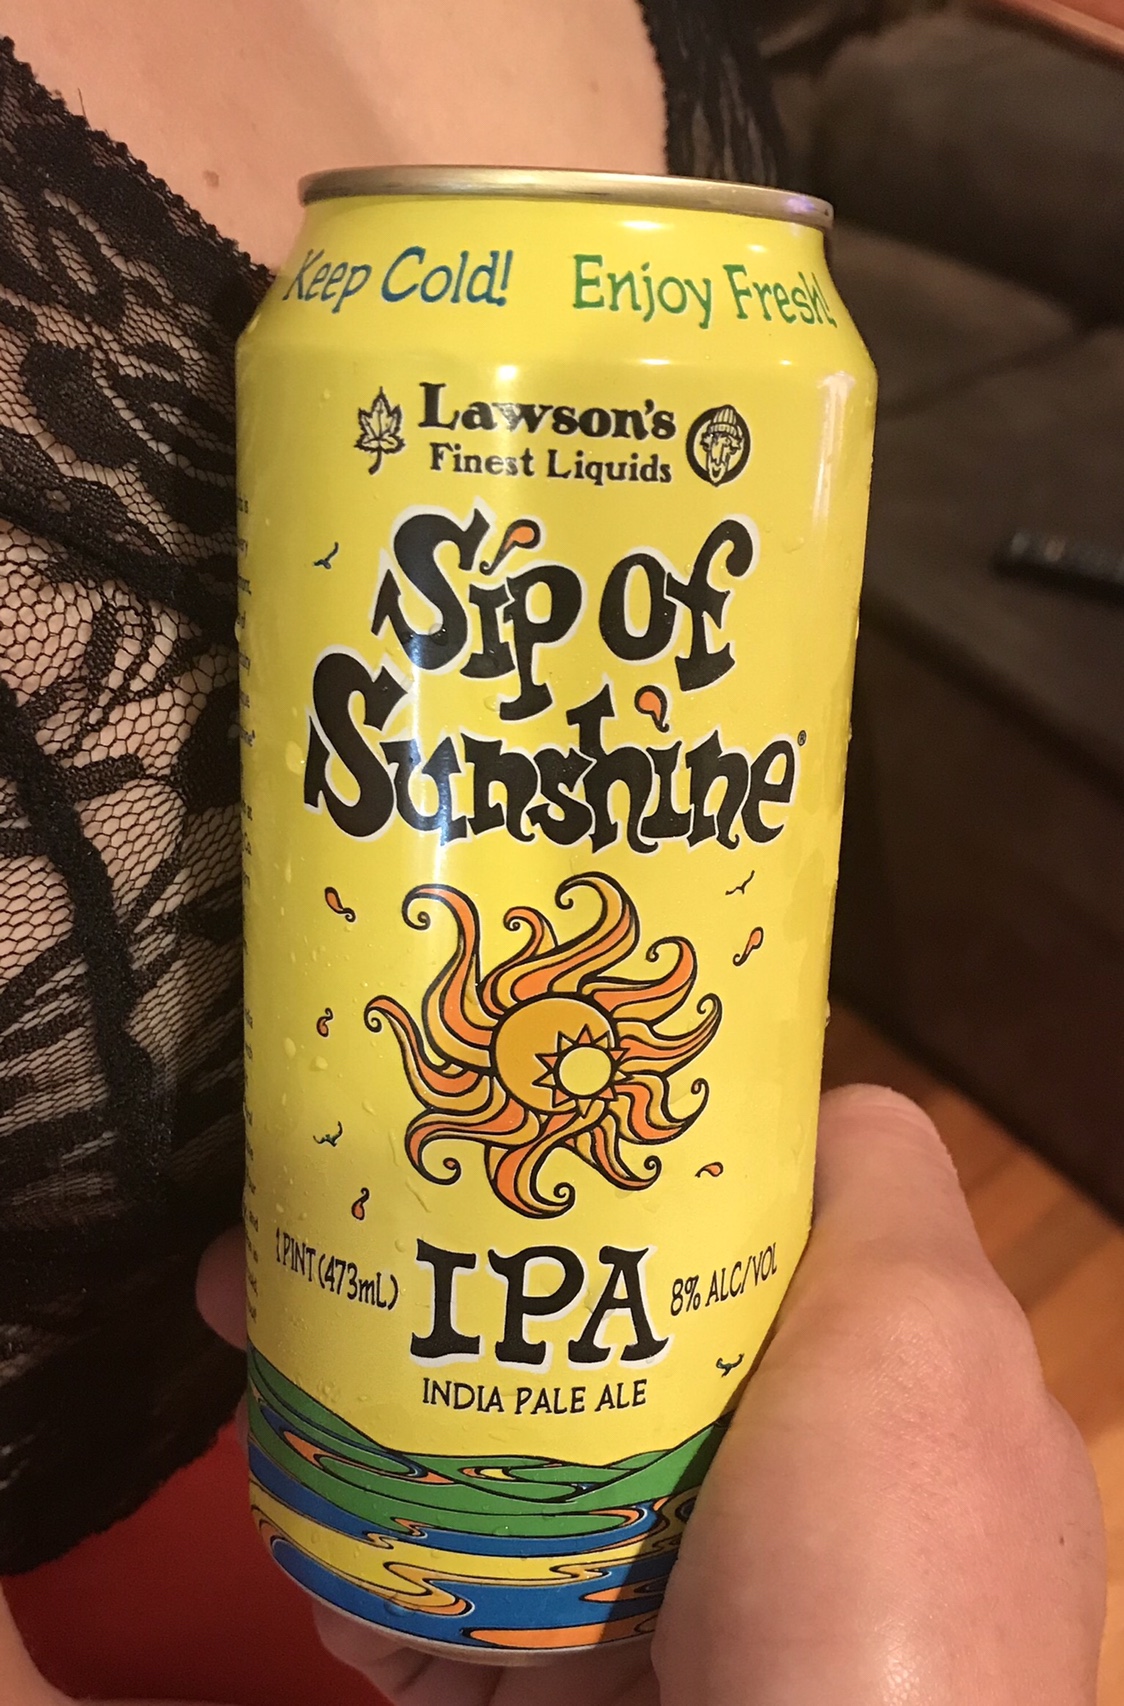 Keep Cold! Enjoy Fresh!
Lawson's
Finest Liquids
Sip of
Sunshine®
1 PINT (473mL) IPA 8% ALC/VOL
INDIA PALE ALE